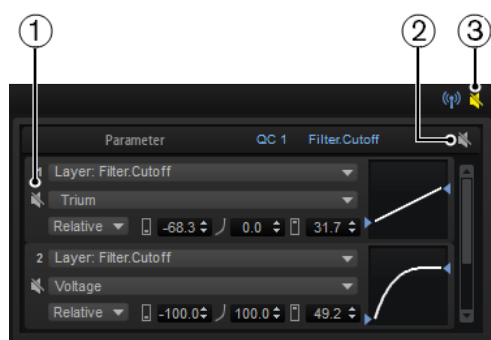 1 2 3
Parameter QC 1 Filter.Cutoff
1 Layer: Filter.Cutoff
Trium
Relative -68.3 0.0 31.7
2 Layer: Filter.Cutoff
Voltage
Relative -100.0 100.0 49.2